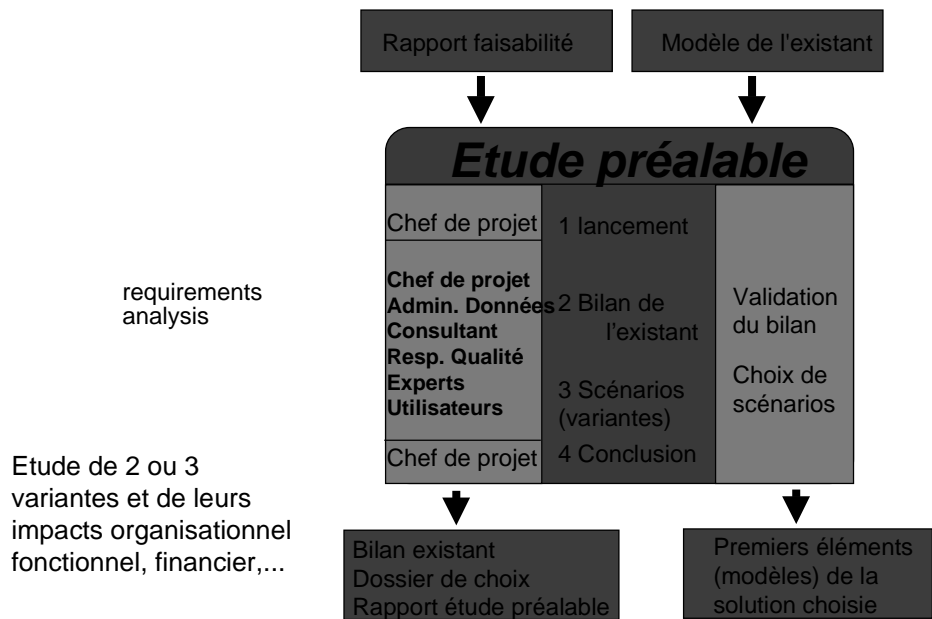 Rapport faisabilité
Modèle de l'existant
Etude préalable
Chef de projet
1 lancement
requirements
analysis
Chef de projet
Admin. Données
Consultant
Resp. Qualité
Experts
Utilisateurs
2 Bilan de
l’existant
3 Scénarios
(variantes)
Validation
du bilan
Choix de
scénarios
Chef de projet
4 Conclusion
Etude de 2 ou 3
variantes et de leurs
impacts organisationnel
fonctionnel, financier,...
Bilan existant
Dossier de choix
Rapport étude préalable
Premiers éléments
(modèles) de la
solution choisie